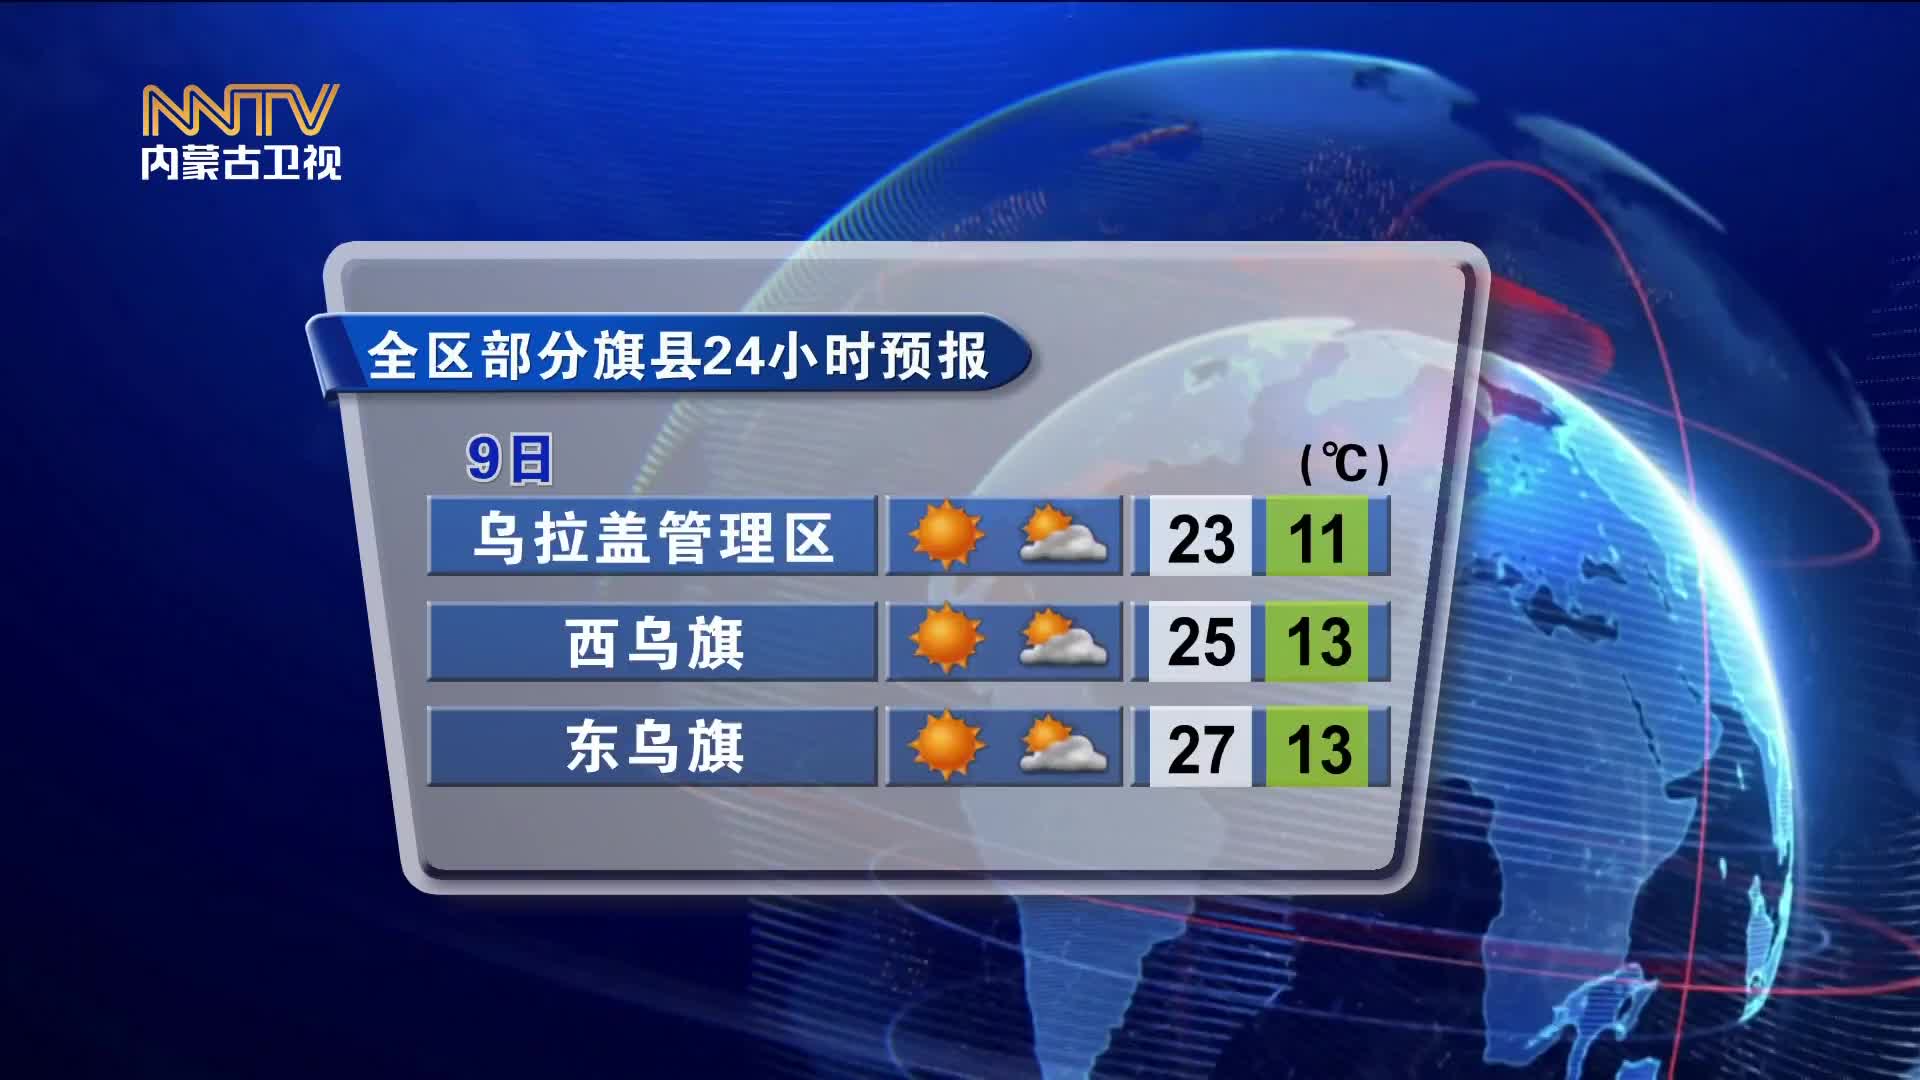 NNTV
内蒙古卫视
全区部分旗县24小时预报
9日 (℃)
乌拉盖管理区 23 11
西乌旗 25 13
东乌旗 27 13